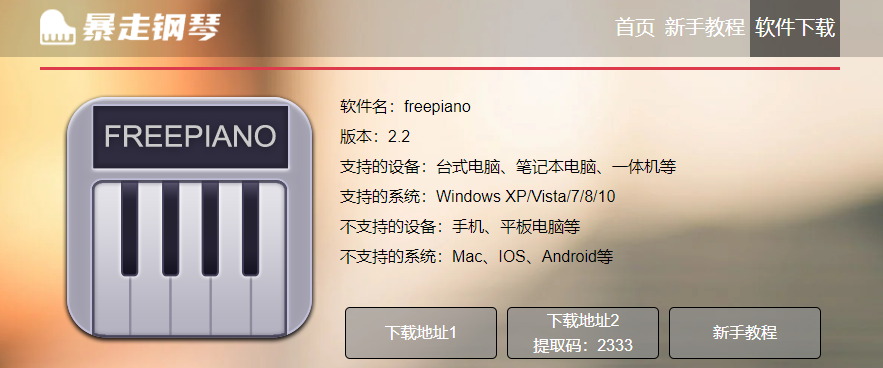 暴走钢琴
首页 新手教程 软件下载
FREEPIANO
软件名：freepiano
版本：2.2
支持的设备：台式电脑、笔记本电脑、一体机等
支持的系统：Windows XP/Vista/7/8/10
不支持的设备：手机、平板电脑等
不支持的系统：Mac、IOS、Android等
下载地址1
下载地址2
提取码：2333
新手教程